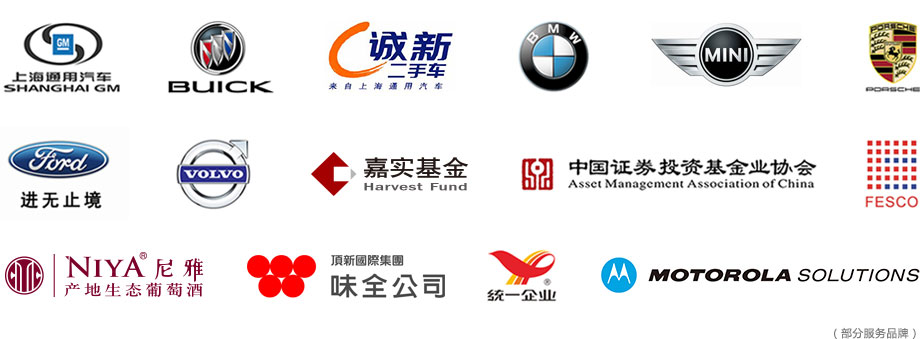 GM
上海通用汽车
SHANGHAI GM
BUICK
诚新
二手车
来自上海通用汽车
BMW
MINI
PORSCHE
PORSCHE
Ford
进无止境
VOLVO
嘉实基金
Harvest Fund
中国证券投资基金业协会
Asset Management Association of China
FESCO
NIYA® 尼雅
产地生态葡萄酒
頂新國際集團
味全公司
统一企业
MOTOROLA SOLUTIONS
（部分服务品牌）